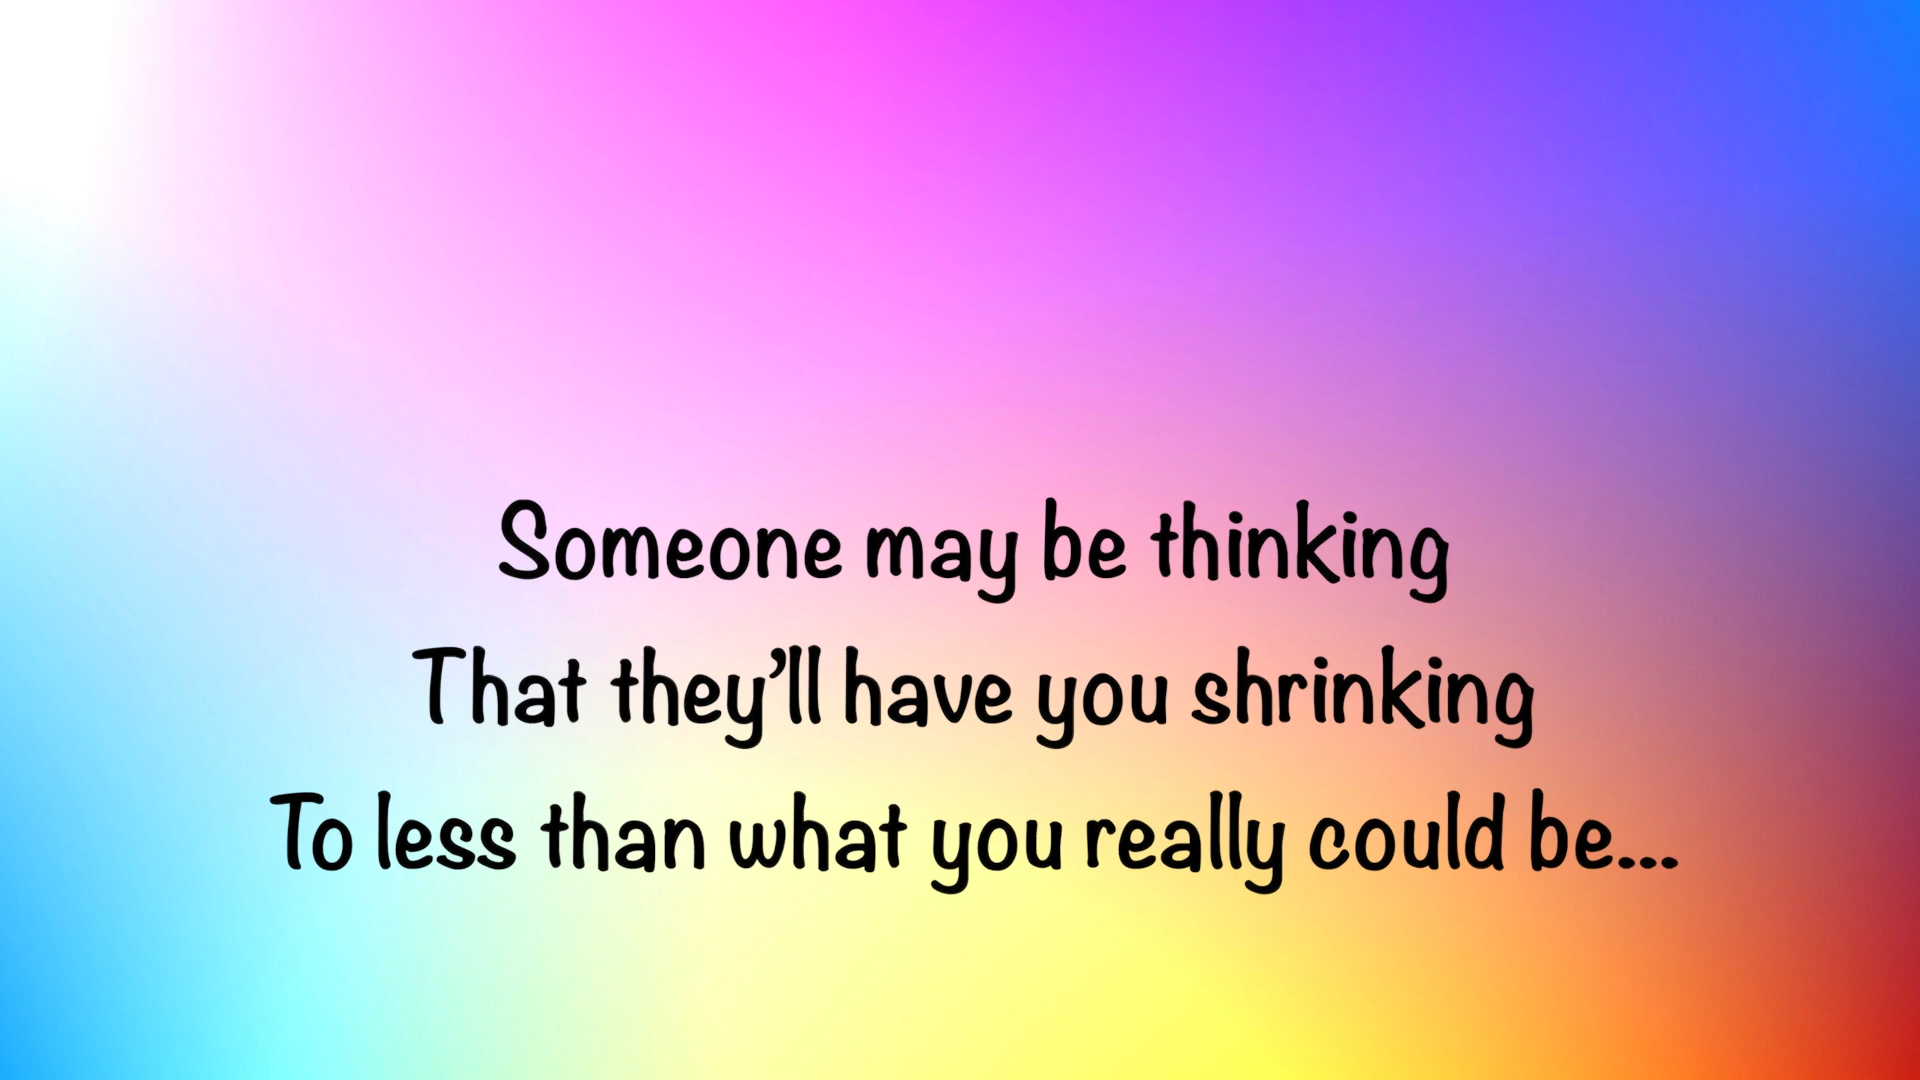 Someone may be thinking
That they’ll have you shrinking
To less than what you really could be...